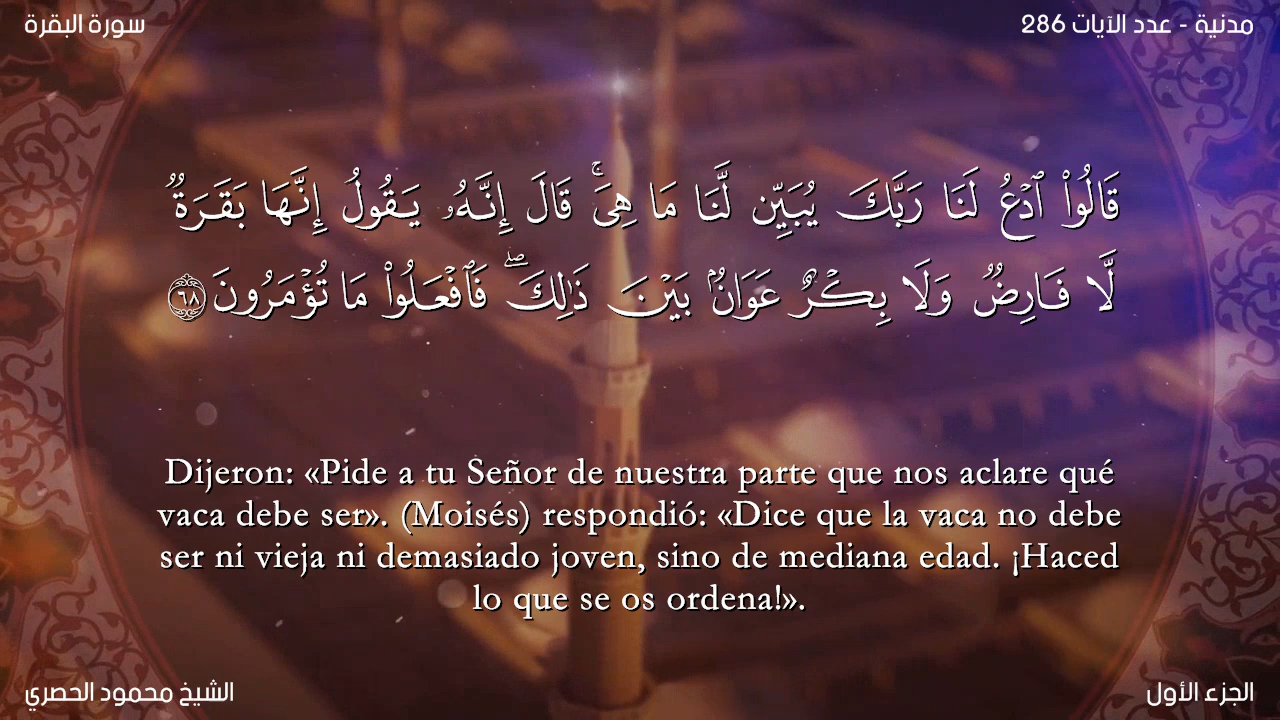 سورة البقرة
مدنية - عدد الآيات 286
قَالُوا۟ ٱدْعُ لَنَا رَبَّكَ يُبَيِّن لَّنَا مَا هِىَ ۚ قَالَ إِنَّهُۥ يَقُولُ إِنَّهَا بَقَرَةٌ
لَّا فَارِضٌ وَلَا بِكْرٌ عَوَانٌۢ بَيْنَ ذَٰلِكَ ۖ فَٱفْعَلُوا۟ مَا تُؤْمَرُونَ ٦٨
Dijeron: «Pide a tu Señor de nuestra parte que nos aclare qué
vaca debe ser». (Moisés) respondió: «Dice que la vaca no debe
ser ni vieja ni demasiado joven, sino de mediana edad. ¡Haced
lo que se os ordena!».
الشيخ محمود الحصري
الجزء الأول